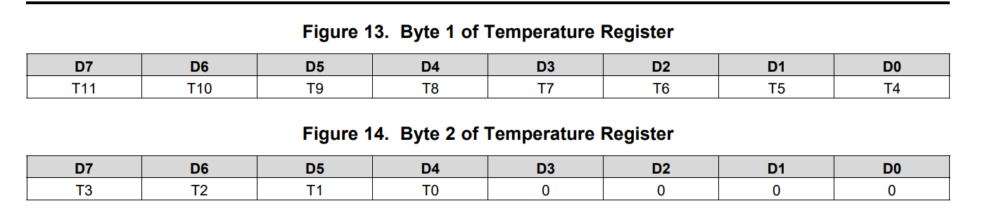 Figure 13. Byte 1 of Temperature Register
D7 D6 D5 D4 D3 D2 D1 D0
T11 T10 T9 T8 T7 T6 T5 T4
Figure 14. Byte 2 of Temperature Register
D7 D6 D5 D4 D3 D2 D1 D0
T3 T2 T1 T0 0 0 0 0